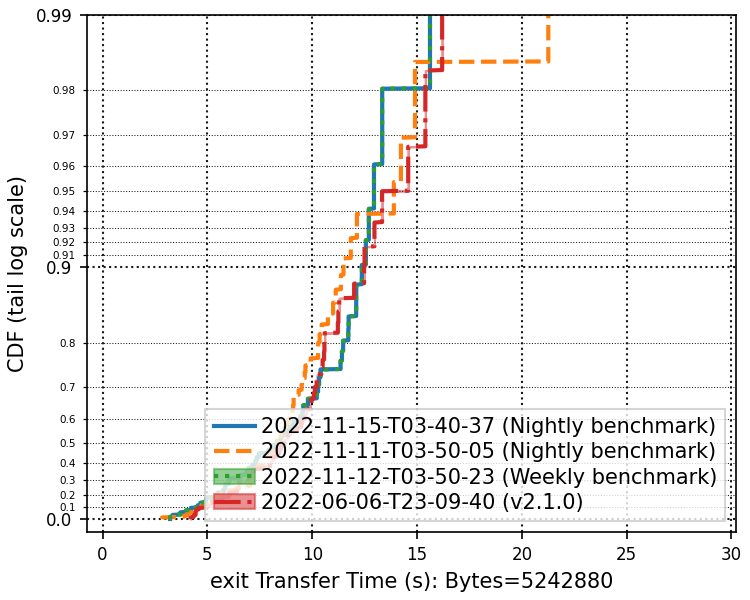 0.99
0.98
0.97
0.96
0.95
0.94
0.93
0.92
0.91
0.9
0.8
0.7
0.6
0.5
0.4
0.3
0.2
0.1
0.0
CDF (tail log scale)
2022-11-15-T03-40-37 (Nightly benchmark)
2022-11-11-T03-50-05 (Nightly benchmark)
2022-11-12-T03-50-23 (Weekly benchmark)
2022-06-06-T23-09-40 (v2.1.0)
0 5 10 15 20 25 30
exit Transfer Time (s): Bytes=5242880